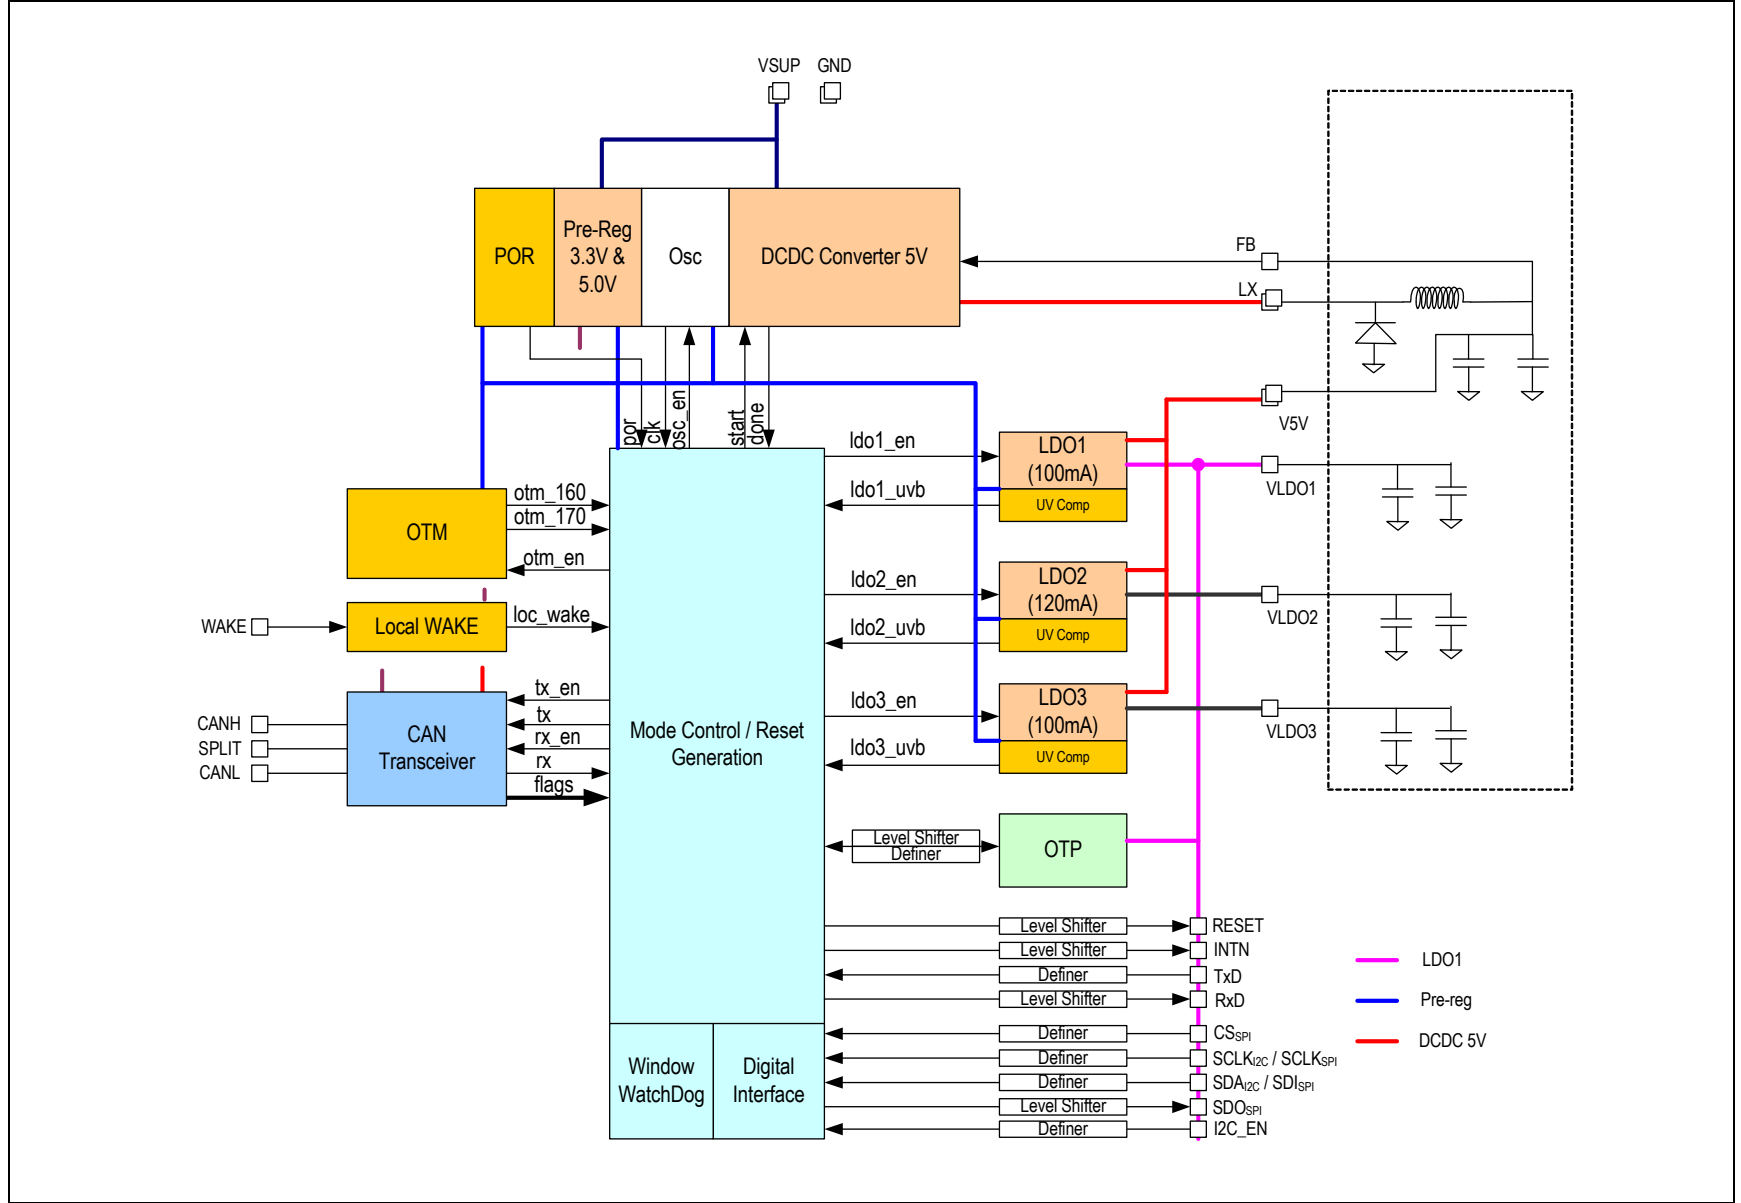 VSUP GND
POR
Pre-Reg
3.3V &
5.0V
Osc
DCDC Converter 5V
FB
LX
V5V
por
clk
osc_en
start
done
OTM
otm_160
otm_170
otm_en
WAKE
Local WAKE
loc_wake
CANH
SPLIT
CANL
CAN
Transceiver
tx_en
tx
rx_en
rx
flags
Mode Control / Reset
Generation
Window
WatchDog
Digital
Interface
ldo1_en
ldo1_uvb
LDO1
(100mA)
UV Comp
VLDO1
ldo2_en
ldo2_uvb
LDO2
(120mA)
UV Comp
VLDO2
ldo3_en
ldo3_uvb
LDO3
(100mA)
UV Comp
VLDO3
Level Shifter
Definer
OTP
Level Shifter RESET
Level Shifter INTN
Definer TxD
Level Shifter RxD
Definer CSSPI
Definer SCLKI2C / SCLKSPI
Definer SDAI2C / SDISPI
Level Shifter SDOSPI
Definer I2C_EN
LDO1
Pre-reg
DCDC 5V